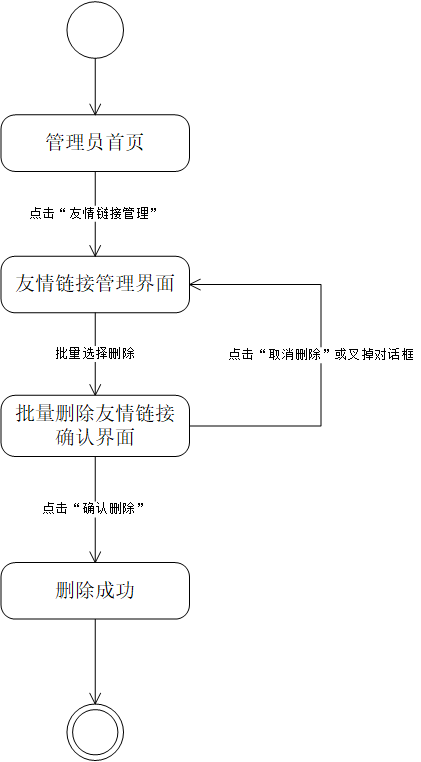 管理员首页
点击“友情链接管理”
友情链接管理界面
批量选择删除
点击“取消删除”或叉掉对话框
批量删除友情链接
确认界面
点击“确认删除”
删除成功